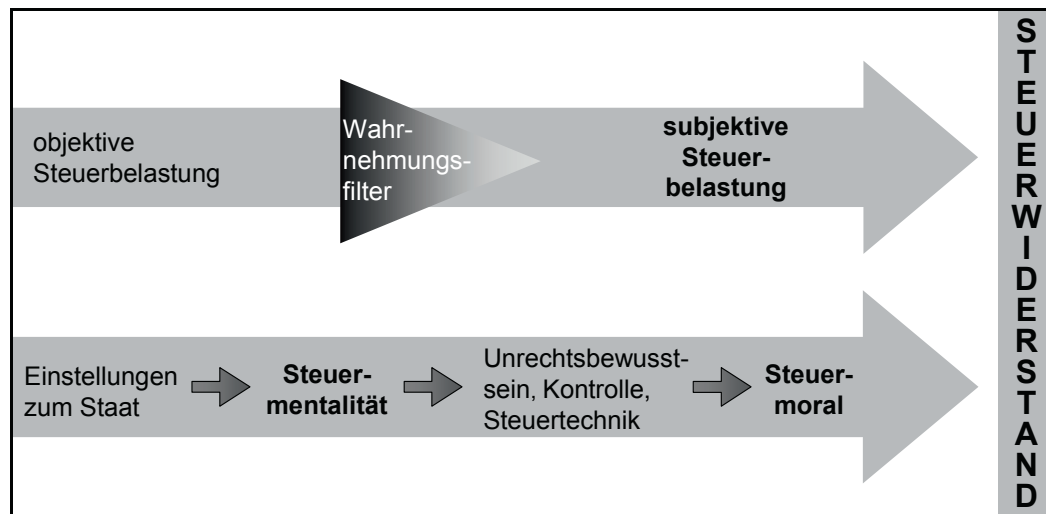 objektive
Steuerbelastung
Wahr-
nehmungs-
filter
subjektive
Steuer-
belastung
Einstellungen
zum Staat
Steuer-
mentalität
Unrechtsbewusst-
sein, Kontrolle,
Steuertechnik
Steuer-
moral
STEUERWIDERSTAND